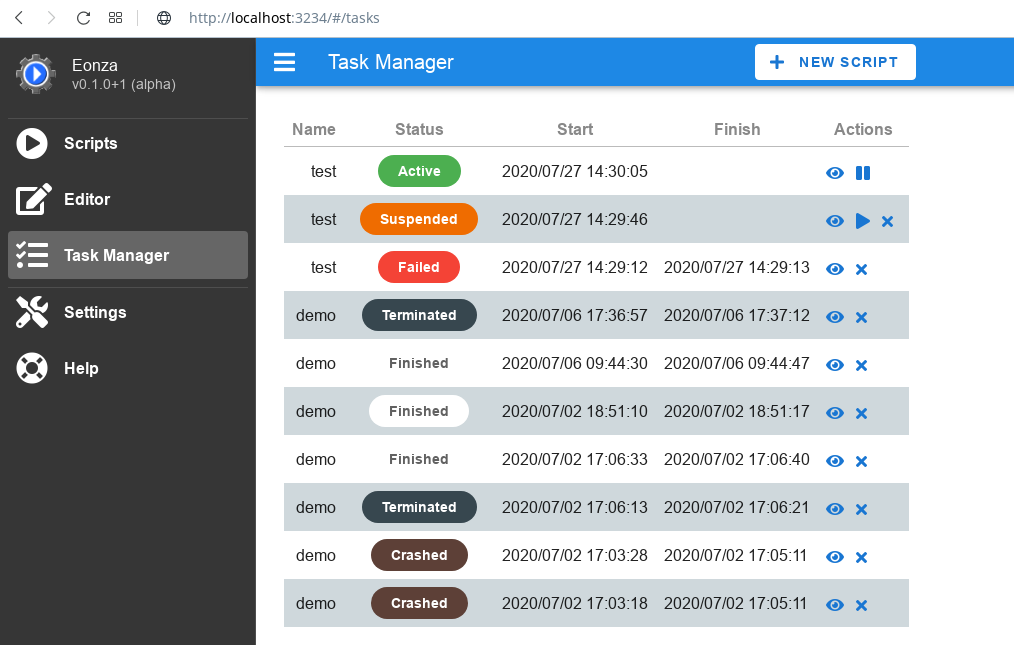 http://localhost:3234/#/tasks
Eonza
v0.1.0+1 (alpha)
Scripts
Editor
Task Manager
Settings
Help
Task Manager
NEW SCRIPT
Name Status Start Finish Actions
test Active 2020/07/27 14:30:05
test Suspended 2020/07/27 14:29:46
test Failed 2020/07/27 14:29:12 2020/07/27 14:29:13
demo Terminated 2020/07/06 17:36:57 2020/07/06 17:37:12
demo Finished 2020/07/06 09:44:30 2020/07/06 09:44:47
demo Finished 2020/07/02 18:51:10 2020/07/02 18:51:17
demo Finished 2020/07/02 17:06:33 2020/07/02 17:06:40
demo Terminated 2020/07/02 17:06:13 2020/07/02 17:06:21
demo Crashed 2020/07/02 17:03:28 2020/07/02 17:05:11
demo Crashed 2020/07/02 17:03:18 2020/07/02 17:05:11